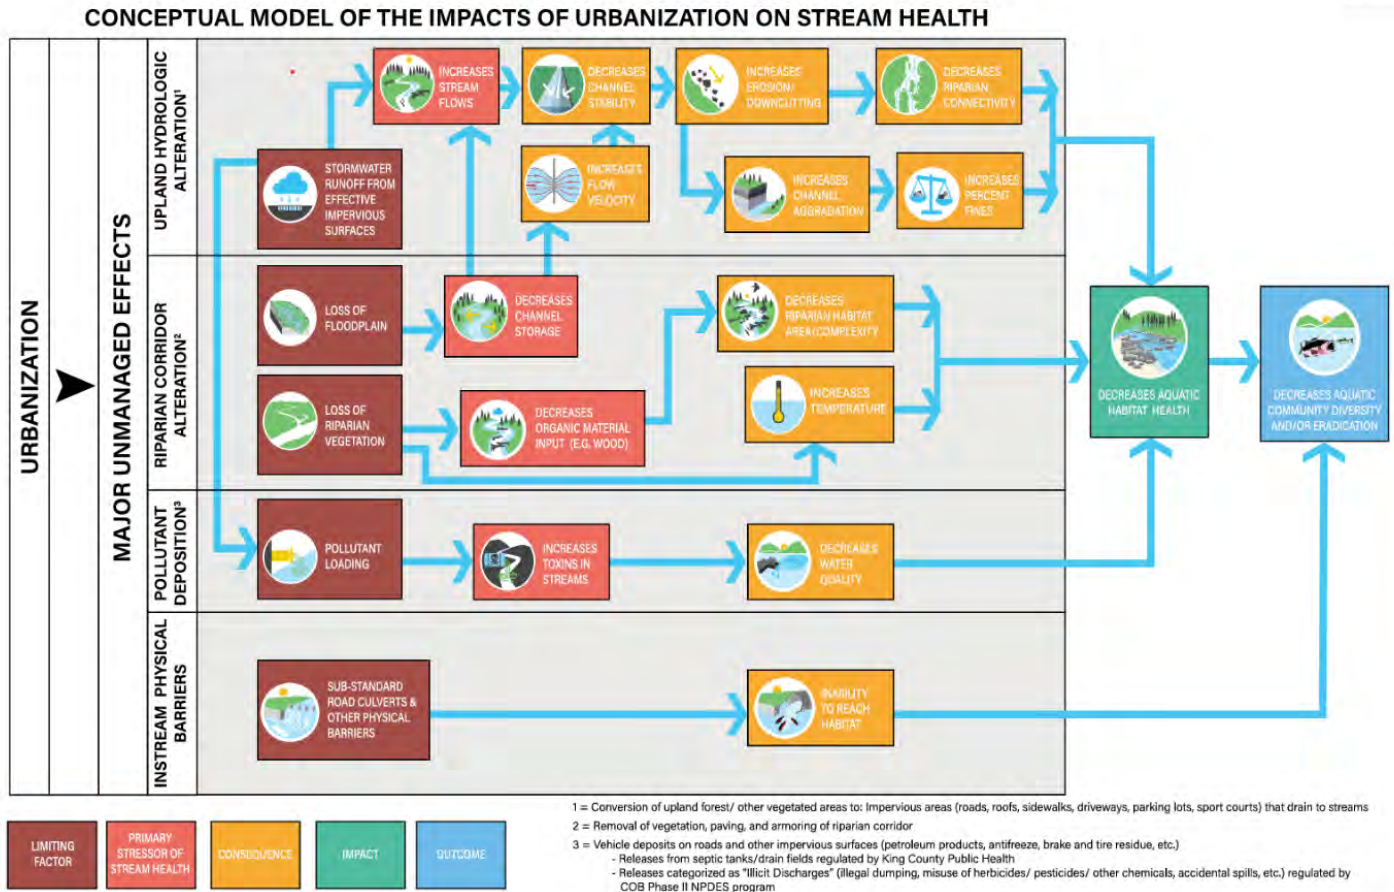 CONCEPTUAL MODEL OF THE IMPACTS OF URBANIZATION ON STREAM HEALTH
URBANIZATION
MAJOR UNMANAGED EFFECTS
UPLAND HYDROLOGIC
ALTERATION¹
STORMWATER
RUNOFF FROM
EFFECTIVE
IMPERVIOUS
SURFACES
INCREASES
STREAM
FLOWS
DECREASES
CHANNEL
STABILITY
INCREASES
EROSION/
DOWNCUTTING
DECREASES
RIPARIAN
CONNECTIVITY
INCREASES
FLOW
VELOCITY
INCREASES
CHANNEL
AGGRADATION
INCREASES
PERCENT
FINES
RIPARIAN CORRIDOR
ALTERATION²
LOSS OF
FLOODPLAIN
DECREASES
CHANNEL
STORAGE
DECREASES
RIPARIAN HABITAT
AREA/COMPLEXITY
LOSS OF
RIPARIAN
VEGETATION
DECREASES
ORGANIC MATERIAL
INPUT (E.G. WOOD)
INCREASES
TEMPERATURE
DECREASES AQUATIC
HABITAT HEALTH
DECREASES AQUATIC
COMMUNITY DIVERSITY
AND/OR ERADICATION
POLLUTANT
DEPOSITION³
POLLUTANT
LOADING
INCREASES
TOXINS IN
STREAMS
DECREASES
WATER
QUALITY
INSTREAM PHYSICAL
BARRIERS
SUB-STANDARD
ROAD CULVERTS &
OTHER PHYSICAL
BARRIERS
INABILITY
TO REACH
HABITAT
LIMITING
FACTOR
PRIMARY
STRESSOR OF
STREAM HEALTH
CONSEQUENCE
IMPACT
OUTCOME
1 = Conversion of upland forest/ other vegetated areas to: Impervious areas (roads, roofs, sidewalks, driveways, parking lots, sport courts) that drain to streams
2 = Removal of vegetation, paving, and armoring of riparian corridor
3 = Vehicle deposits on roads and other impervious surfaces (petroleum products, antifreeze, brake and tire residue, etc.)
- Releases from septic tanks/drain fields regulated by King County Public Health
- Releases categorized as "Illicit Discharges" (illegal dumping, misuse of herbicides/ pesticides/ other chemicals, accidental spills, etc.) regulated by
COB Phase II NPDES program